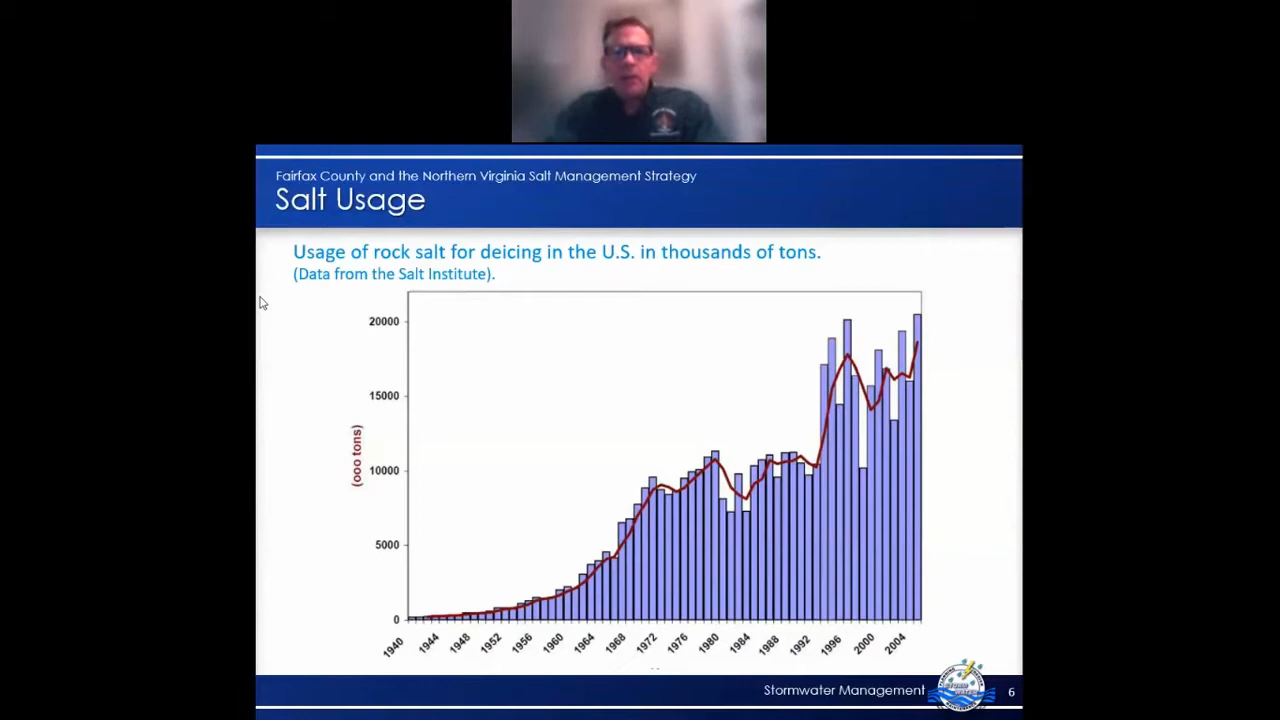 Fairfax County and the Northern Virginia Salt Management Strategy
Salt Usage
Usage of rock salt for deicing in the U.S. in thousands of tons.
(Data from the Salt Institute).
(ooo tons)
20000
15000
10000
5000
0
1940 1944 1948 1952 1956 1960 1964 1968 1972 1976 1980 1984 1988 1992 1996 2000 2004
Stormwater Management
6